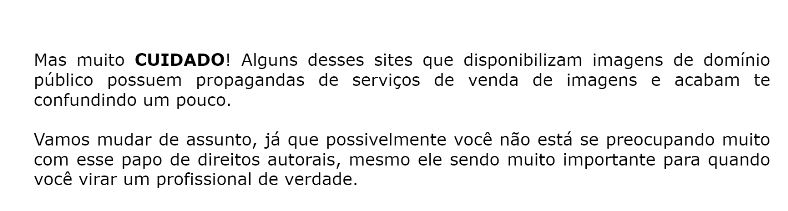 Mas muito CUIDADO! Alguns desses sites que disponibilizam imagens de domínio
público possuem propagandas de serviços de venda de imagens e acabam te
confundindo um pouco.
Vamos mudar de assunto, já que possivelmente você não está se preocupando muito
com esse papo de direitos autorais, mesmo ele sendo muito importante para quando
você virar um profissional de verdade.